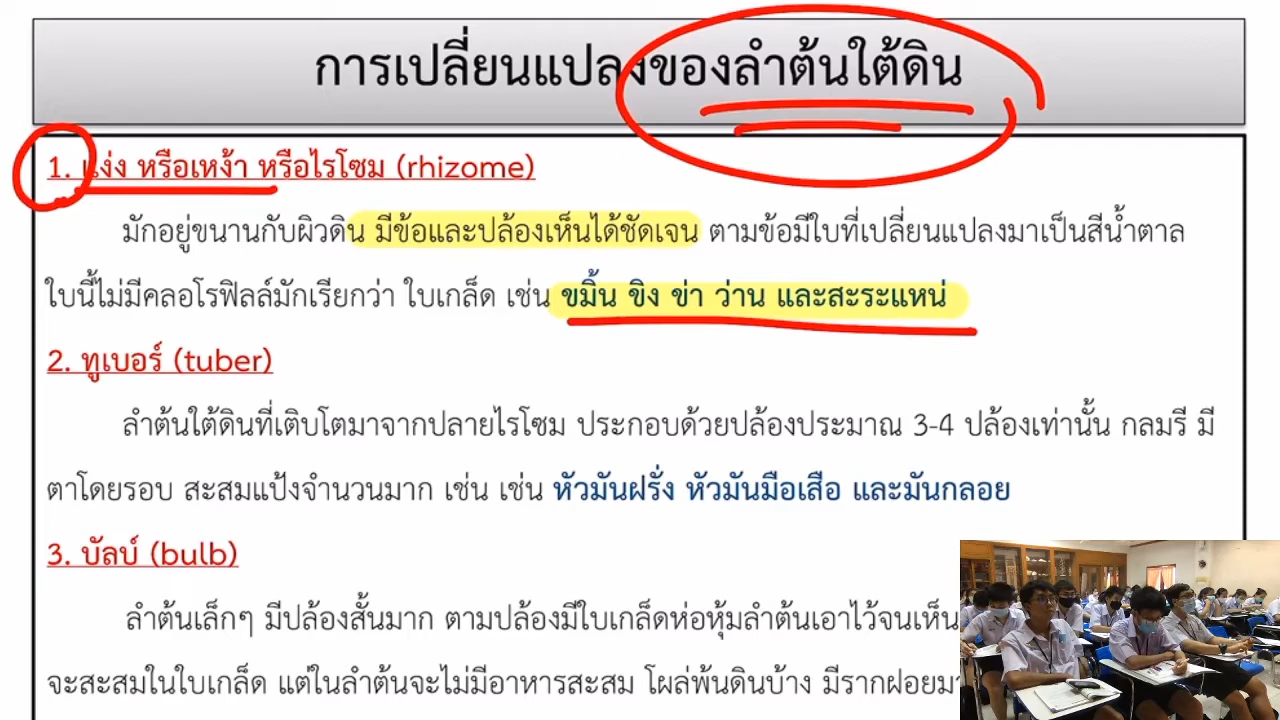 การเปลี่ยนแปลงของลำต้นใต้ดิน
1. แง่ง หรือเหง้า หรือไรโซม (rhizome)
มักอยู่ขนานกับผิวดิน มีข้อและปล้องเห็นได้ชัดเจน ตามข้อมีใบที่เปลี่ยนแปลงมาเป็นสีน้ำตาล
ใบนี้ไม่มีคลอโรฟิลล์มักเรียกว่า ใบเกล็ด เช่น ขมิ้น ขิง ข่า ว่าน และสะระแหน่
2. ทูเบอร์ (tuber)
ลำต้นใต้ดินที่เติบโตมาจากปลายไรโซม ประกอบด้วยปล้องประมาณ 3-4 ปล้องเท่านั้น กลมรี มี
ตาโดยรอบ สะสมแป้งจำนวนมาก เช่น เช่น หัวมันฝรั่ง หัวมันมือเสือ และมันกลอย
3. บัลบ์ (bulb)
ลำต้นเล็กๆ มีปล้องสั้นมาก ตามปล้องมีใบเกล็ดห่อหุ้มลำต้นเอาไว้จนเห็น
จะสะสมในใบเกล็ด แต่ในลำต้นจะไม่มีอาหารสะสม โผล่พ้นดินบ้าง มีรากฝอย